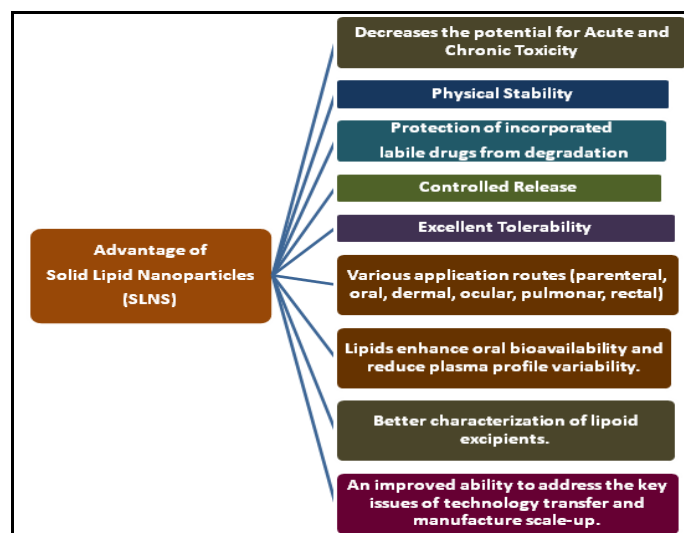 Decreases the potential for Acute and
Chronic Toxicity
Physical Stability
Protection of incorporated
labile drugs from degradation
Controlled Release
Excellent Tolerability
Advantage of
Solid Lipid Nanoparticles
(SLNS)
Various application routes (parenteral,
oral, dermal, ocular, pulmonar, rectal)
Lipids enhance oral bioavailability and
reduce plasma profile variability.
Better characterization of lipoid
excipients.
An improved ability to address the key
issues of technology transfer and
manufacture scale-up.